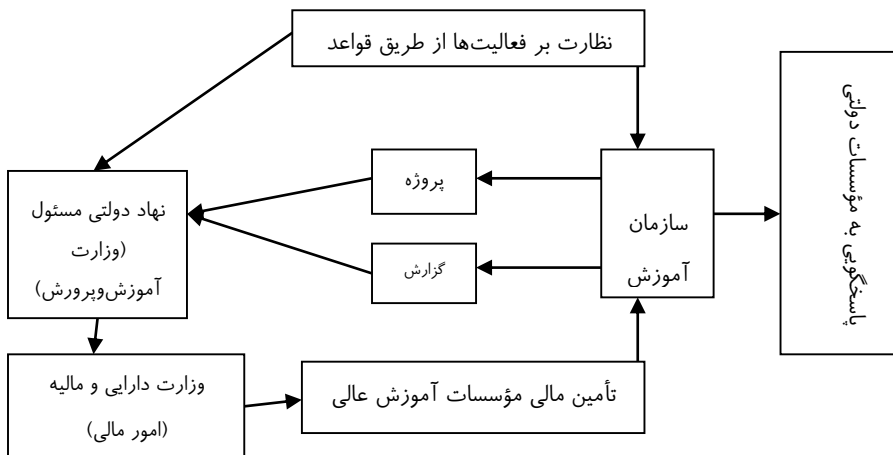 نظارت بر فعالیت‌ها از طریق قواعد
پاسخگویی به مؤسسات دولتی
سازمان
آموزش
پروژه
گزارش
نهاد دولتی مسئول
(وزارت
آموزش‌وپرورش)
وزارت دارایی و مالیه
(امور مالی)
تأمین مالی مؤسسات آموزش عالی